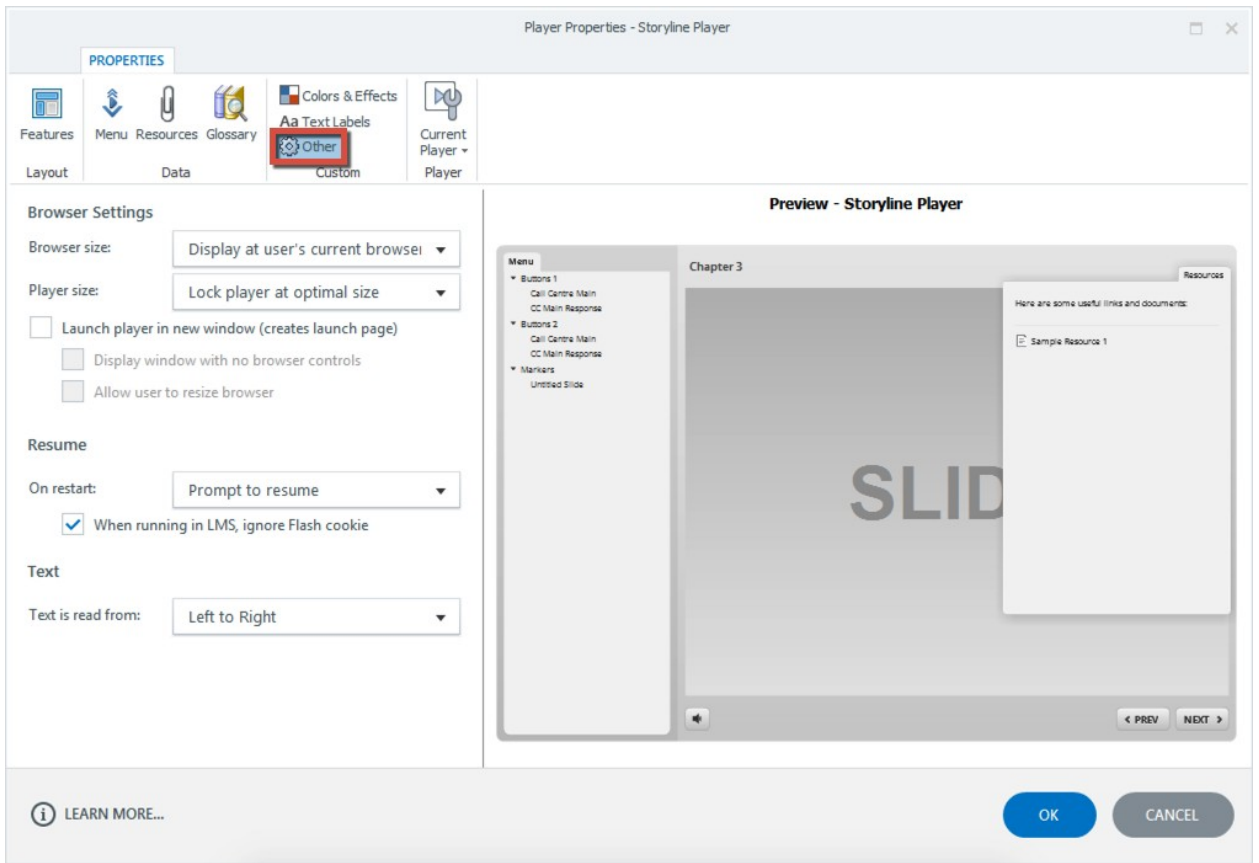 Player Properties - Storyline Player
PROPERTIES
Features
Menu
Resources
Glossary
Colors & Effects
Aa Text Labels
Other
Current Player
Layout
Data
Custom
Player
Browser Settings
Browser size:
Display at user's current browser
Player size:
Lock player at optimal size
Launch player in new window (creates launch page)
Display window with no browser controls
Allow user to resize browser
Resume
On restart:
Prompt to resume
When running in LMS, ignore Flash cookie
Text
Text is read from:
Left to Right
Preview - Storyline Player
Menu
Buttons 1
Call Centre Main
CC Main Response
Buttons 2
Call Centre Main
CC Main Response
Markers
Untitled Slide
Chapter 3
Resources
Here are some useful links and documents:
Sample Resource 1
SLID
< PREV
NEXT >
LEARN MORE...
OK
CANCEL